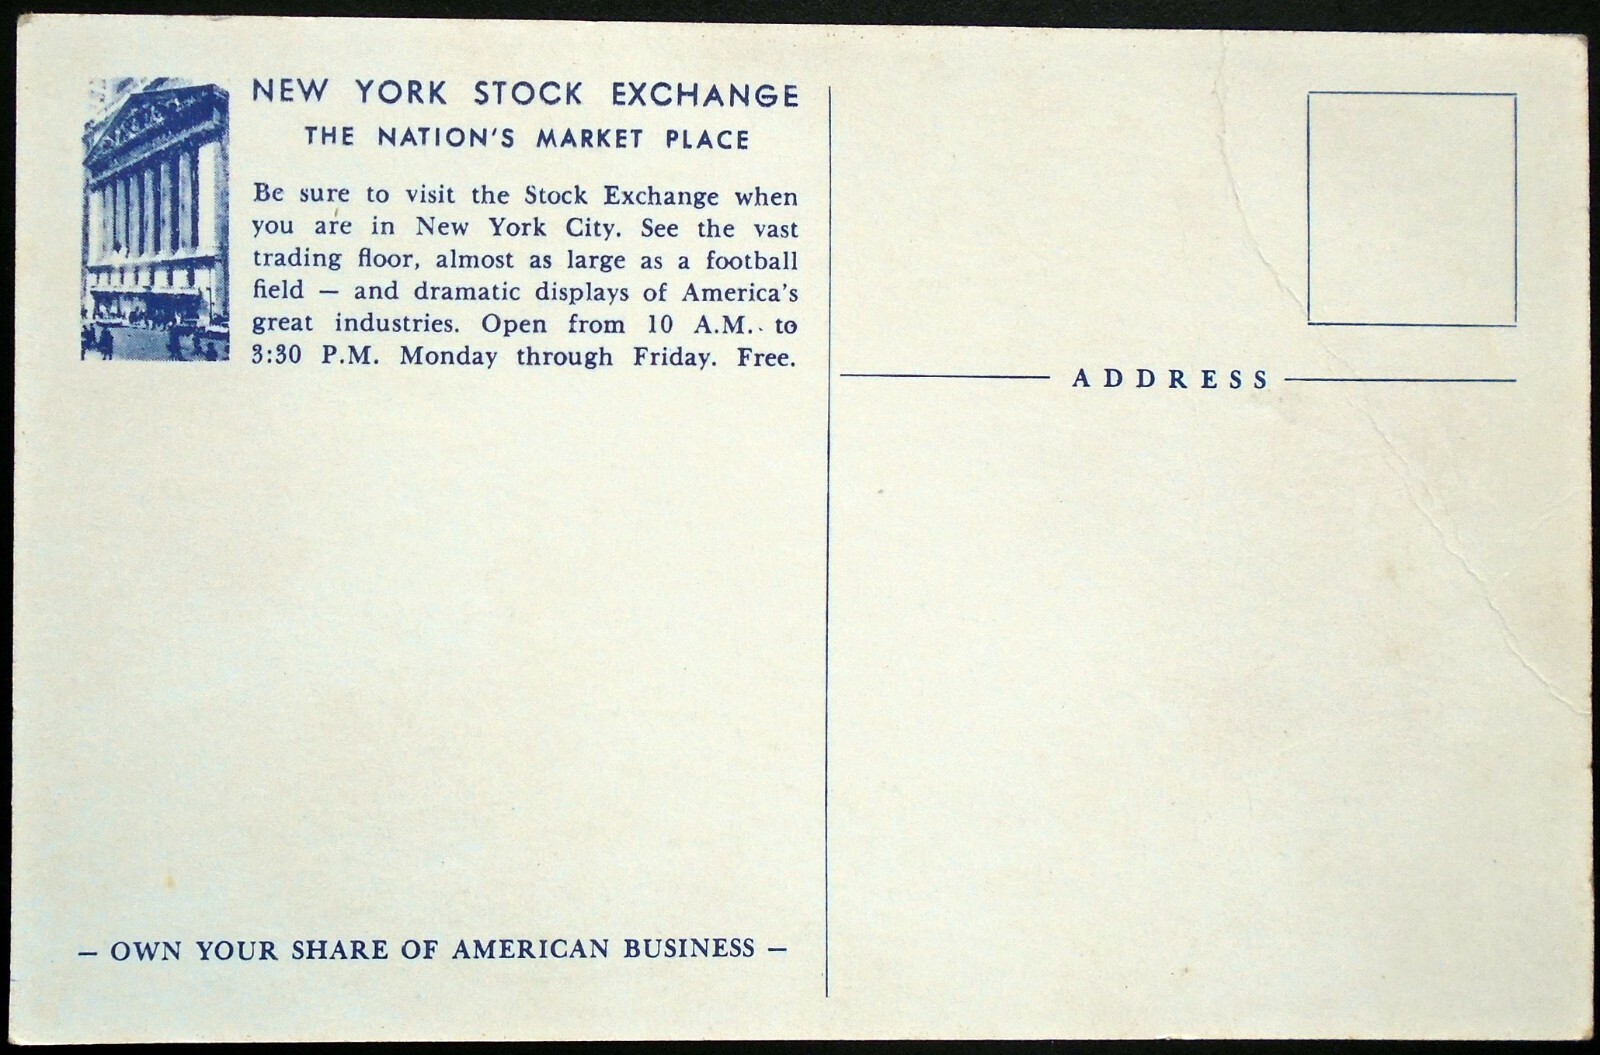 NEW YORK STOCK EXCHANGE
THE NATION'S MARKET PLACE
Be sure to visit the Stock Exchange when
you are in New York City. See the vast
trading floor, almost as large as a football
field — and dramatic displays of America's
great industries. Open from 10 A.M. to
3:30 P.M. Monday through Friday. Free.
— OWN YOUR SHARE OF AMERICAN BUSINESS —
ADDRESS